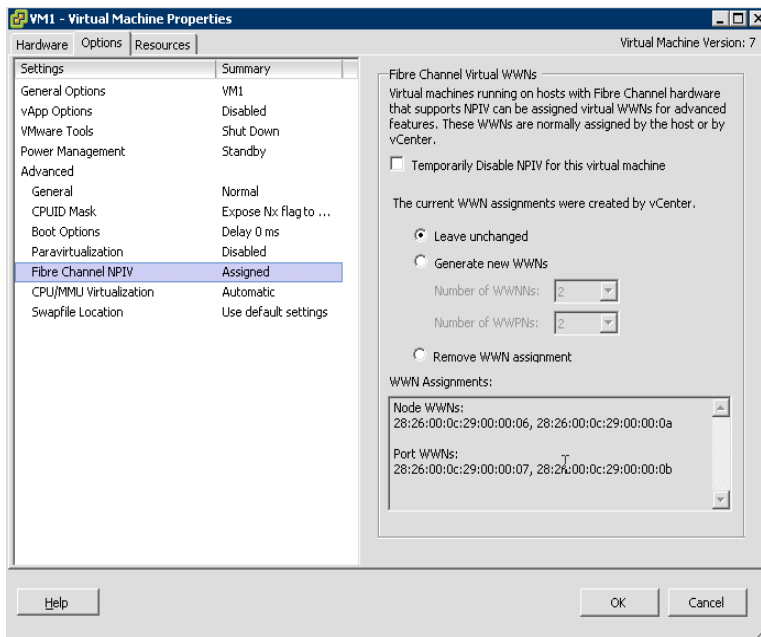 VM1 - Virtual Machine Properties
Hardware Options Resources Virtual Machine Version: 7
Settings Summary
General Options VM1
vApp Options Disabled
VMware Tools Shut Down
Power Management Standby
Advanced
General Normal
CPUID Mask Expose Nx flag to ...
Boot Options Delay 0 ms
Paravirtualization Disabled
Fibre Channel NPIV Assigned
CPU/MMU Virtualization Automatic
Swapfile Location Use default settings
Fibre Channel Virtual WWNs
Virtual machines running on hosts with Fibre Channel hardware
that supports NPIV can be assigned virtual WWNs for advanced
features. These WWNs are normally assigned by the host or by
vCenter.
Temporarily Disable NPIV for this virtual machine
The current WWN assignments were created by vCenter.
Leave unchanged
Generate new WWNs
Number of WWNNs: 2
Number of WWPNs: 2
Remove WWN assignment
WWN Assignments:
Node WWNs:
28:26:00:0c:29:00:00:06, 28:26:00:0c:29:00:00:0a
Port WWNs:
28:26:00:0c:29:00:00:07, 28:26:00:0c:29:00:00:0b
Help OK Cancel